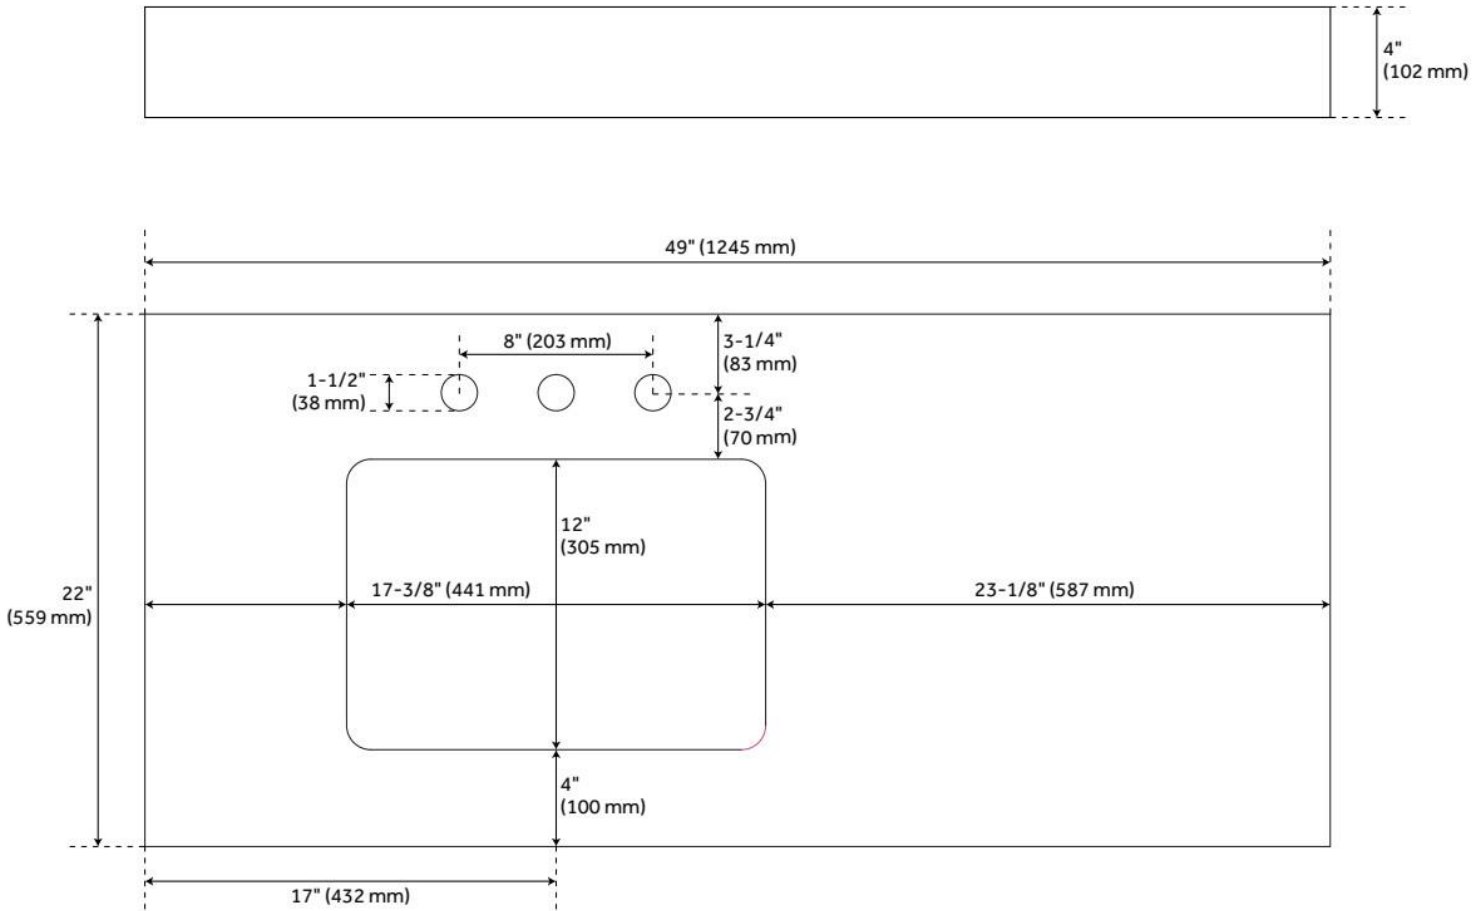 4"
(102 mm)
49" (1245 mm)
8" (203 mm)
3-1/4"
(83 mm)
1-1/2"
(38 mm)
2-3/4"
(70 mm)
12"
(305 mm)
17-3/8" (441 mm)
23-1/8" (587 mm)
22"
(559 mm)
4"
(100 mm)
17" (432 mm)